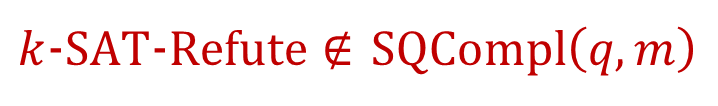 k-SAT-Refute ∉ SQCompl(q, m)